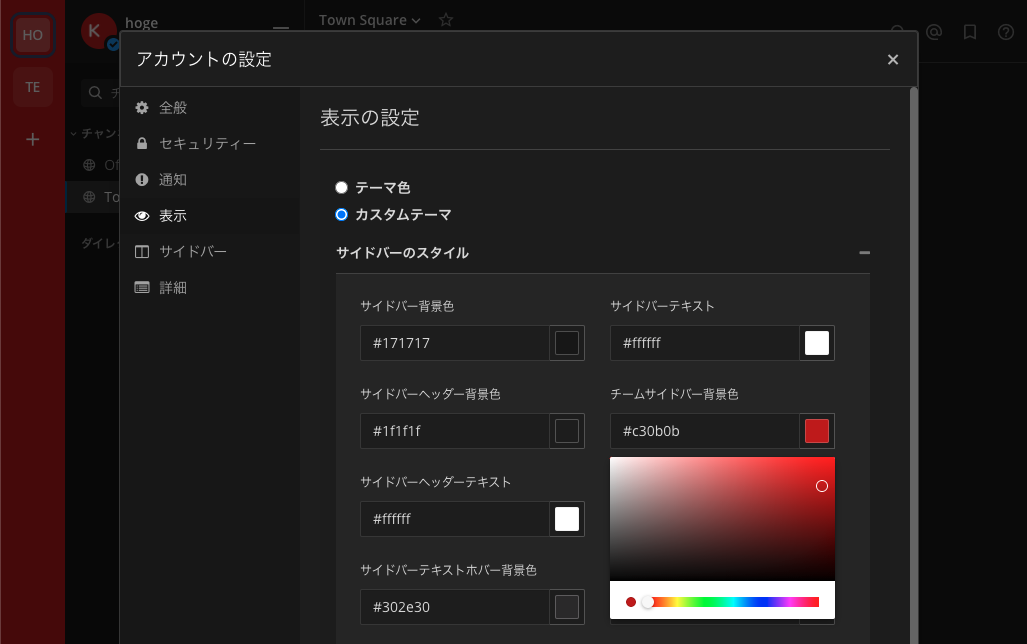 HO
TE
K
hoge
Town Square
チ
チャン
Of
To
ダイレ
アカウントの設定
全般
セキュリティー
通知
表示
サイドバー
詳細
表示の設定
テーマ色
カスタムテーマ
サイドバーのスタイル
サイドバー背景色
サイドバーテキスト
#171717
#ffffff
サイドバーヘッダー背景色
チームサイドバー背景色
#1f1f1f
#c30b0b
サイドバーヘッダーテキスト
#ffffff
サイドバーテキストホバー背景色
#302e30